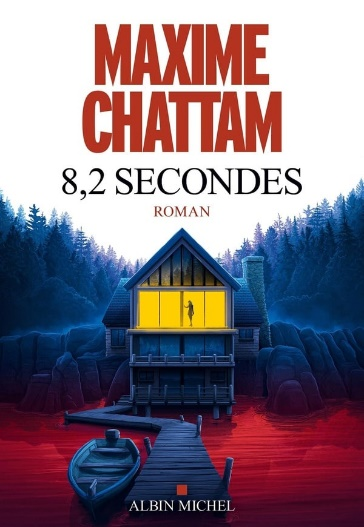 MAXIME
CHATTAM
8,2 SECONDES
ROMAN
ALBIN MICHEL